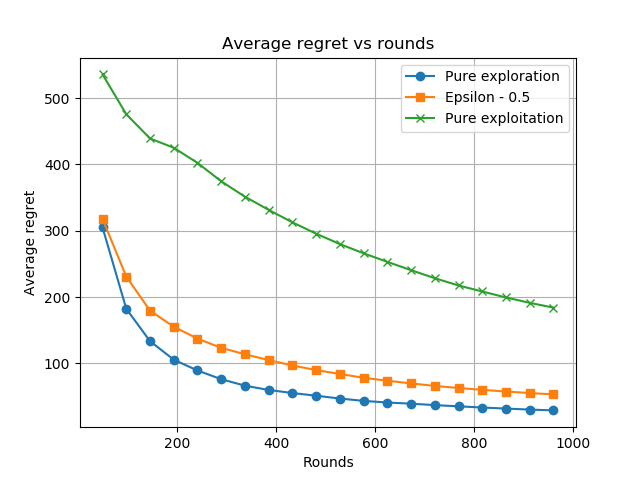 Average regret vs rounds
Pure exploration
Epsilon - 0.5
Pure exploitation
Average regret
500
400
300
200
100
200
400
600
800
1000
Rounds